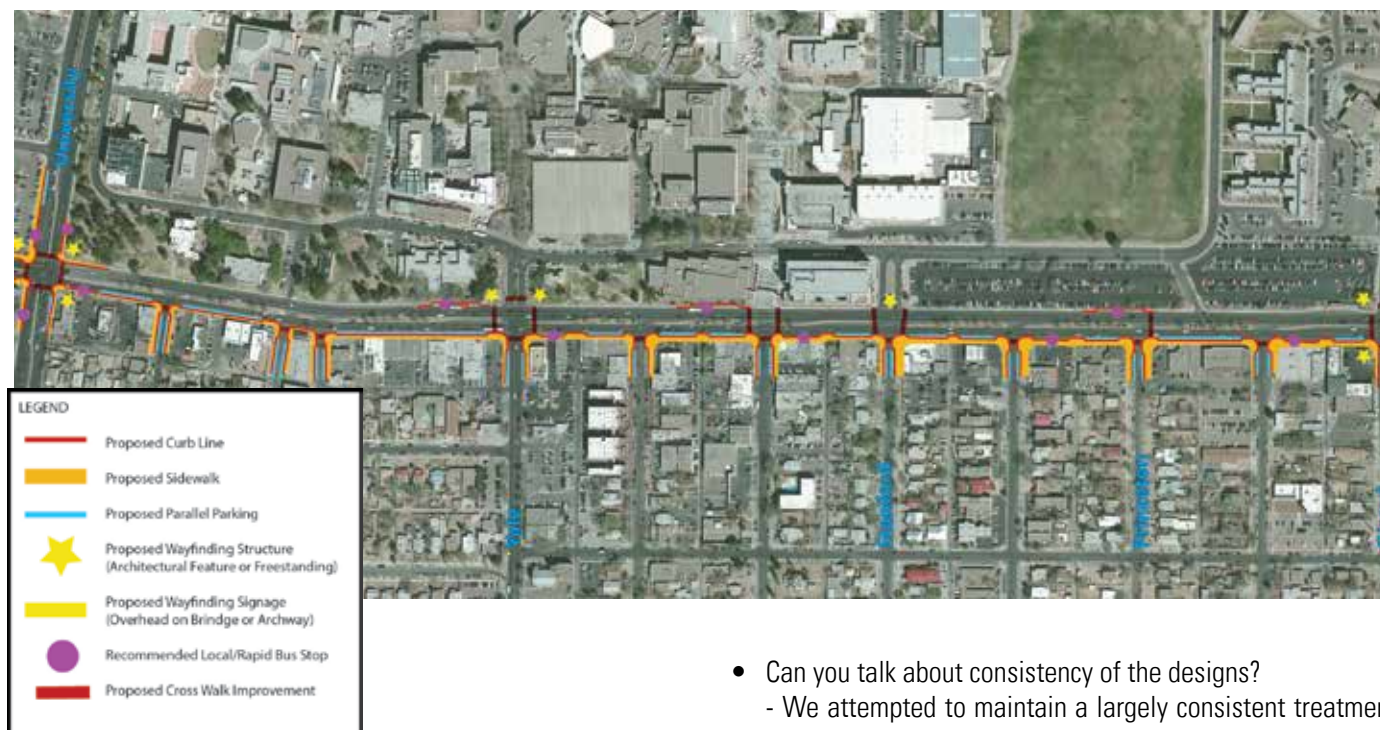 University
Yale
Stanford
Princeton
LEGEND
Proposed Curb Line
Proposed Sidewalk
Proposed Parallel Parking
Proposed Wayfinding Structure
(Architectural Feature or Freestanding)
Proposed Wayfinding Signage
(Overhead on Brindge or Archway)
Recommended Local/Rapid Bus Stop
Proposed Cross Walk Improvement
• Can you talk about consistency of the designs?
- We attempted to maintain a largely consistent